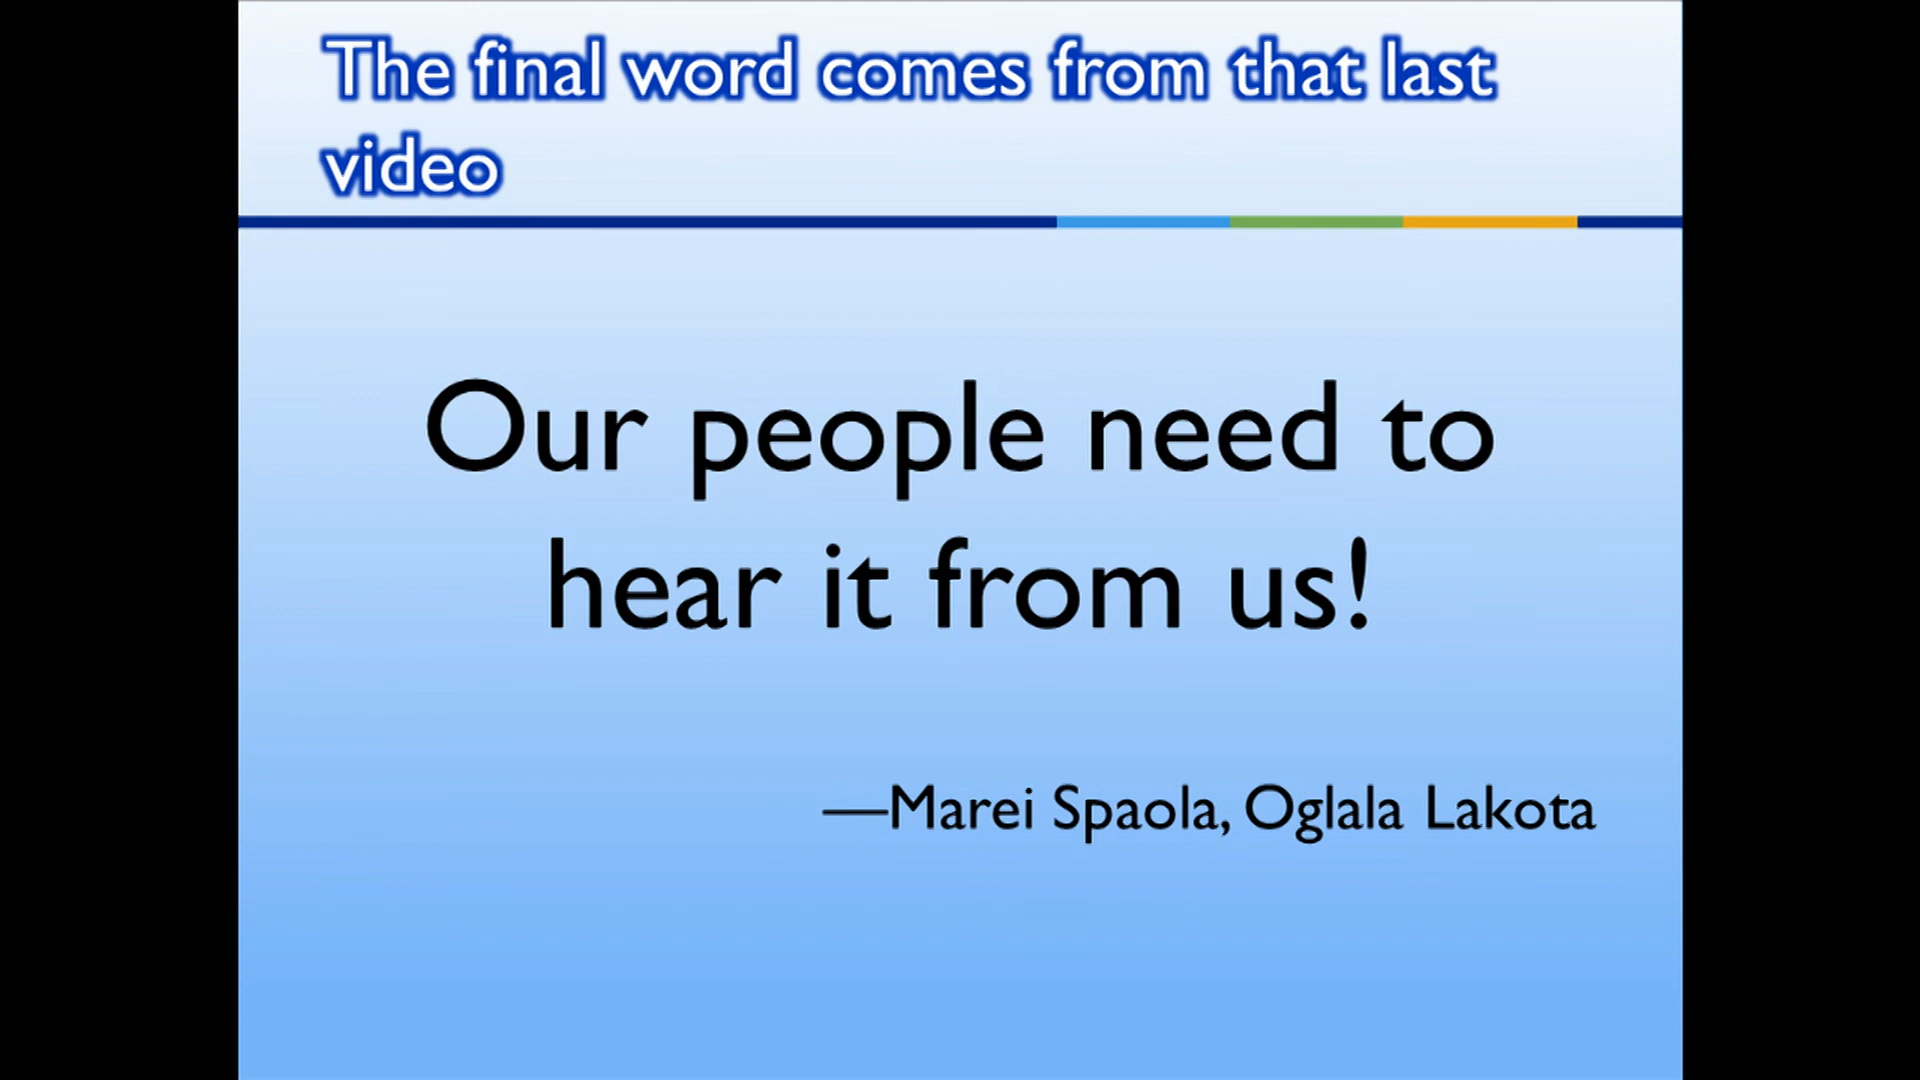 The final word comes from that last
video
Our people need to
hear it from us!
—Marei Spaola, Oglala Lakota